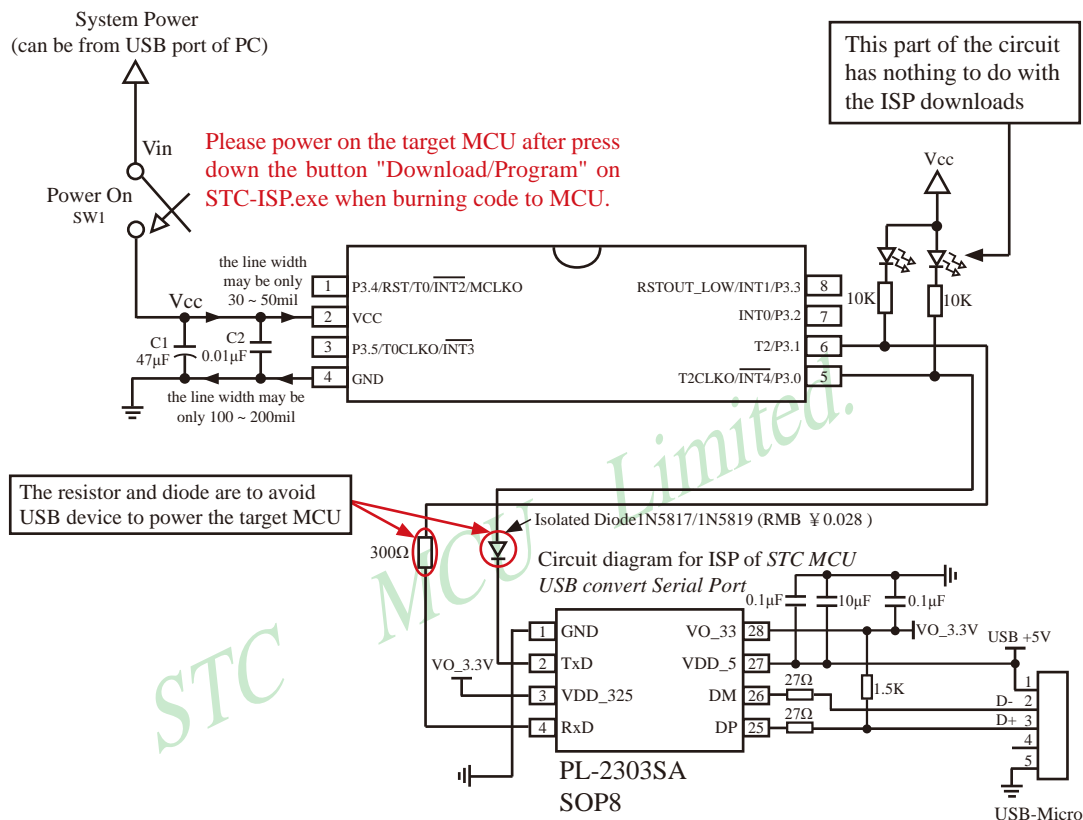 System Power
(can be from USB port of PC)
This part of the circuit
has nothing to do with
the ISP downloads
Vin
Please power on the target MCU after press
down the button "Download/Program" on
STC-ISP.exe when burning code to MCU.
Power On
SW1
Vcc
the line width
may be only
30 ~ 50mil
Vcc
C1
47μF
C2
0.01μF
the line width may be
only 100 ~ 200mil
1 P3.4/RST/T0/INT2/MCLKO
2 VCC
3 P3.5/T0CLKO/INT3
4 GND
RSTOUT_LOW/INT1/P3.3 8
INT0/P3.2 7
T2/P3.1 6
T2CLKO/INT4/P3.0 5
10K
10K
STC MCU Limited.
The resistor and diode are to avoid
USB device to power the target MCU
300Ω
Isolated Diode1N5817/1N5819 (RMB ¥0.028 )
Circuit diagram for ISP of STC MCU
USB convert Serial Port
0.1μF
10μF
0.1μF
1 GND
2 TxD
3 VDD_325
4 RxD
VO_33 28
VDD_5 27
DM 26
DP 25
VO_3.3V
VO_3.3V
USB +5V
27Ω
27Ω
1.5K
1
D- 2
D+ 3
4
5
PL-2303SA
SOP8
USB-Micro